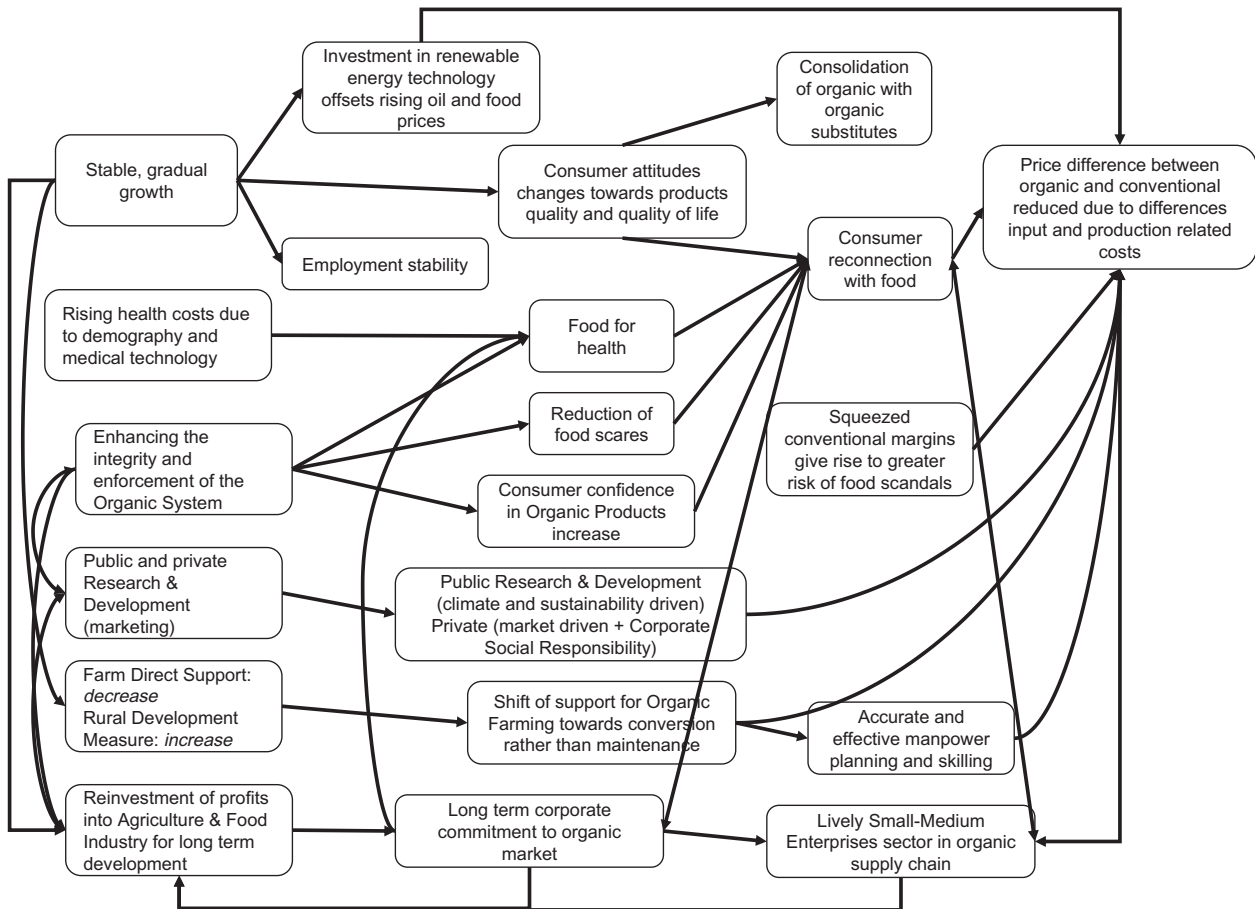 Investment in renewable
energy technology
offsets rising oil and food
prices
Consolidation
of organic with
organic
substitutes
Stable, gradual
growth
Consumer attitudes
changes towards products
quality and quality of life
Price difference between
organic and conventional
reduced due to differences
input and production related
costs
Consumer
reconnection
with food
Employment stability
Rising health costs due
to demography and
medical technology
Food for
health
Reduction of
food scares
Squeezed
conventional margins
give rise to greater
risk of food scandals
Enhancing the
integrity and
enforcement of the
Organic System
Consumer confidence
in Organic Products
increase
Public and private
Research &
Development
(marketing)
Public Research & Development
(climate and sustainability driven)
Private (market driven + Corporate
Social Responsibility)
Farm Direct Support:
decrease
Rural Development
Measure: increase
Shift of support for Organic
Farming towards conversion
rather than maintenance
Accurate and
effective manpower
planning and skilling
Reinvestment of profits
into Agriculture & Food
Industry for long term
development
Long term corporate
commitment to organic
market
Lively Small-Medium
Enterprises sector in organic
supply chain